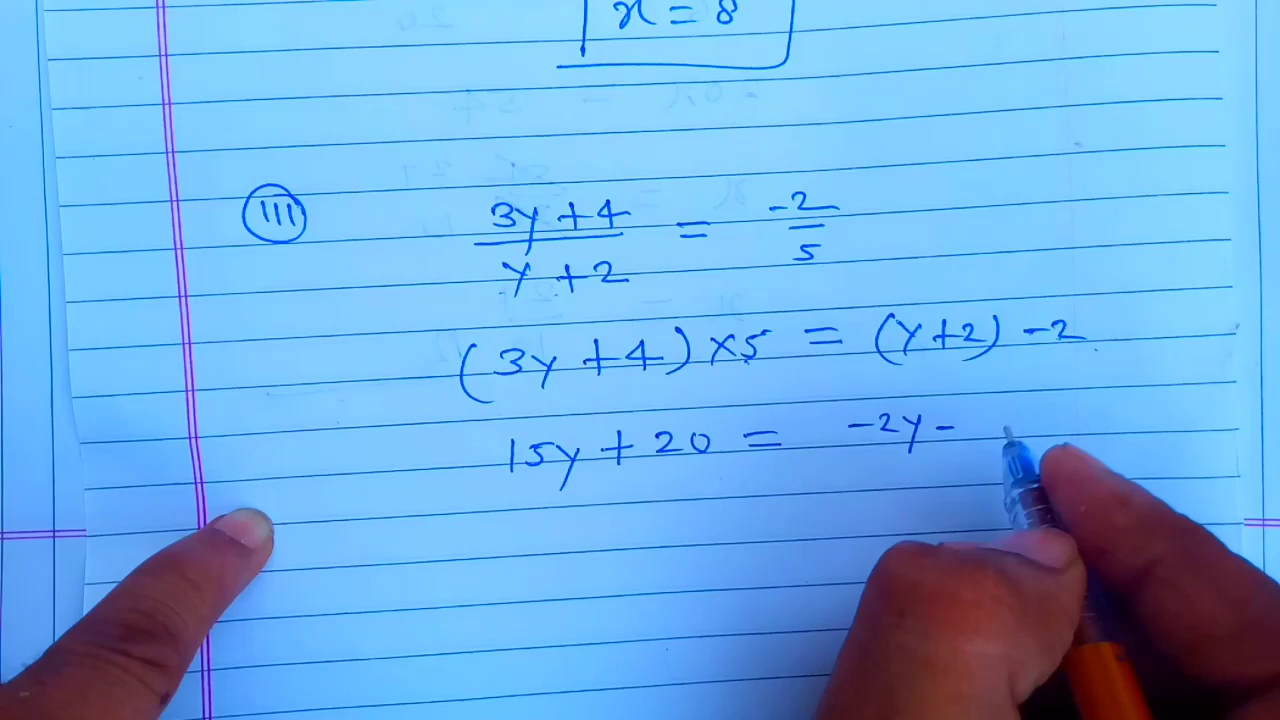 x = 8
III
3y + 4 / y + 2 = -2 / 5
(3y + 4) × 5 = (y + 2) - 2
15y + 20 = -2y -